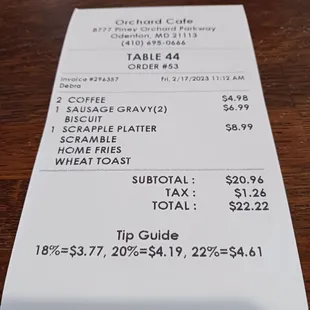 Orchard Cafe
8777 Piney Orchard Parkway
Odenton, MD 21113
(410) 695-0666
TABLE 44
ORDER #53
Invoice #296357 Fri, 2/17/2023 11:12 AM
Debra
2 COFFEE $4.98
1 SAUSAGE GRAVY(2) $6.99
BISCUIT
1 SCRAPPLE PLATTER $8.99
SCRAMBLE
HOME FRIES
WHEAT TOAST
SUBTOTAL : $20.96
TAX : $1.26
TOTAL : $22.22
Tip Guide
18%=$3.77, 20%=$4.19, 22%=$4.61